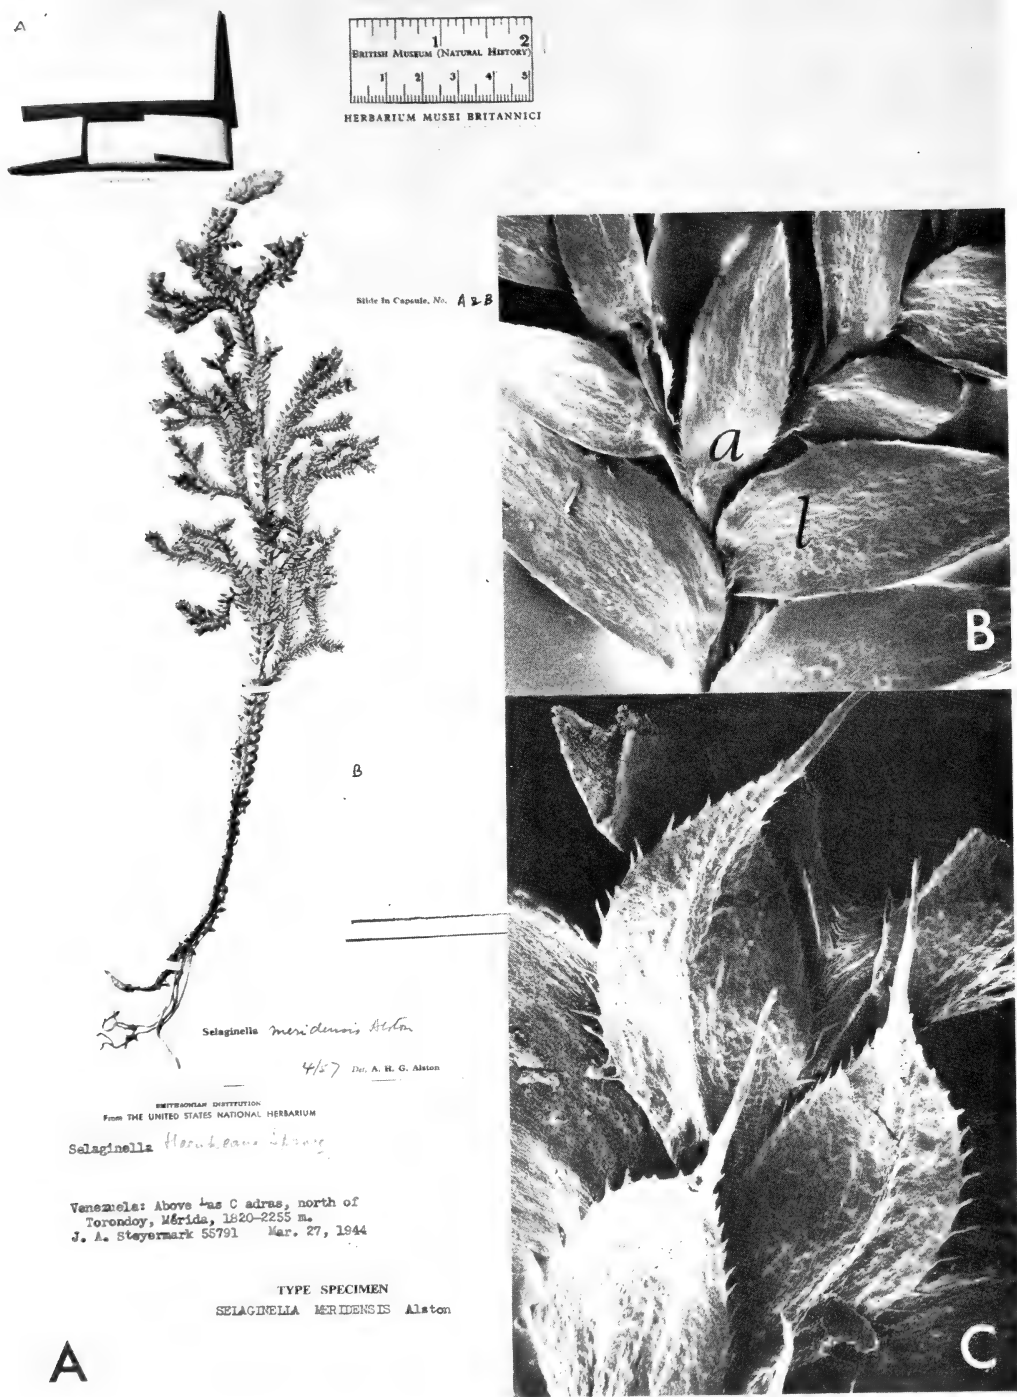 A
1 2
BRITISH MUSEUM (NATURAL HISTORY)
1 2 3 4 5
HERBARIUM MUSEI BRITANNICI
Slide in Capsule, No. A & B
a
l
B
B
Selaginella meridensis Alston
4/57 Det. A. H. G. Alston
SMITHSONIAN INSTITUTION
From THE UNITED STATES NATIONAL HERBARIUM
Selaginella
Venezuela: Above Las C adras, north of
Torondoy, Mérida, 1820-2255 m.
J. A. Steyermark 55791 Mar. 27, 1944
TYPE SPECIMEN
SELAGINELLA MERIDENSIS Alston
A
C